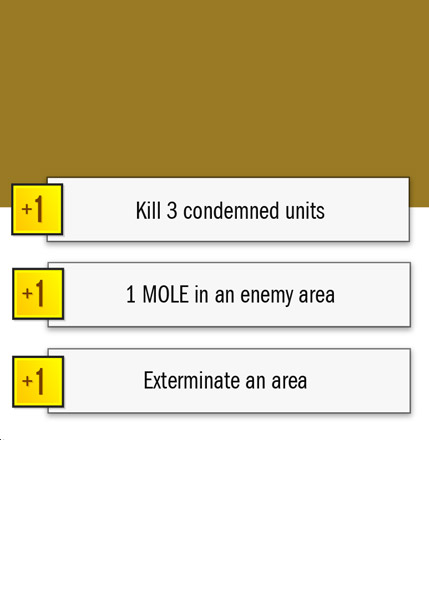 +1 Kill 3 condemned units
+1 1 MOLE in an enemy area
+1 Exterminate an area